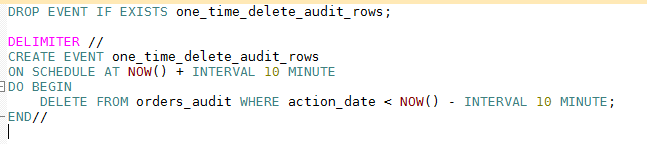 DROP EVENT IF EXISTS one_time_delete_audit_rows;
DELIMITER //
CREATE EVENT one_time_delete_audit_rows
ON SCHEDULE AT NOW() + INTERVAL 10 MINUTE
DO BEGIN
    DELETE FROM orders_audit WHERE action_date < NOW() - INTERVAL 10 MINUTE;
END//